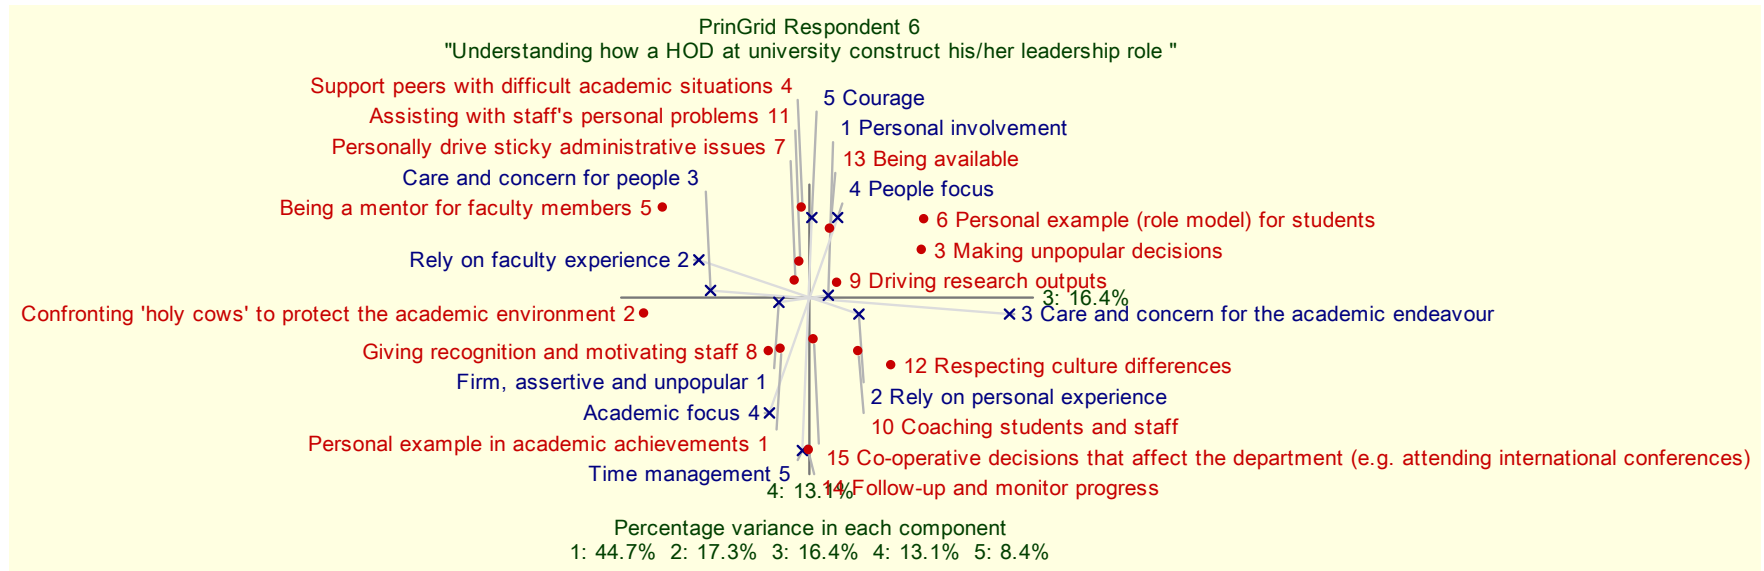 PrinGrid Respondent 6
"Understanding how a HOD at university construct his/her leadership role "
Support peers with difficult academic situations 4
5 Courage
Assisting with staff's personal problems 11
1 Personal involvement
Personally drive sticky administrative issues 7
13 Being available
Care and concern for people 3
4 People focus
Being a mentor for faculty members 5
6 Personal example (role model) for students
3 Making unpopular decisions
Rely on faculty experience 2
9 Driving research outputs
3: 16.4%
Confronting 'holy cows' to protect the academic environment 2
3 Care and concern for the academic endeavour
Giving recognition and motivating staff 8
12 Respecting culture differences
Firm, assertive and unpopular 1
2 Rely on personal experience
Academic focus 4
10 Coaching students and staff
Personal example in academic achievements 1
15 Co-operative decisions that affect the department (e.g. attending international conferences)
Time management 5
4: 13.1%
14 Follow-up and monitor progress
Percentage variance in each component
1: 44.7% 2: 17.3% 3: 16.4% 4: 13.1% 5: 8.4%